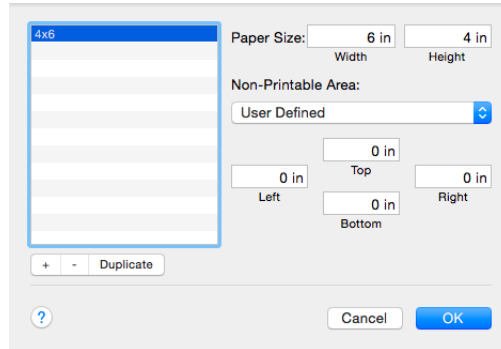 4x6
Paper Size: 6 in 4 in
Width Height
Non-Printable Area:
User Defined
0 in
Top
0 in 0 in
Left Right
0 in
Bottom
+ - Duplicate
? Cancel OK